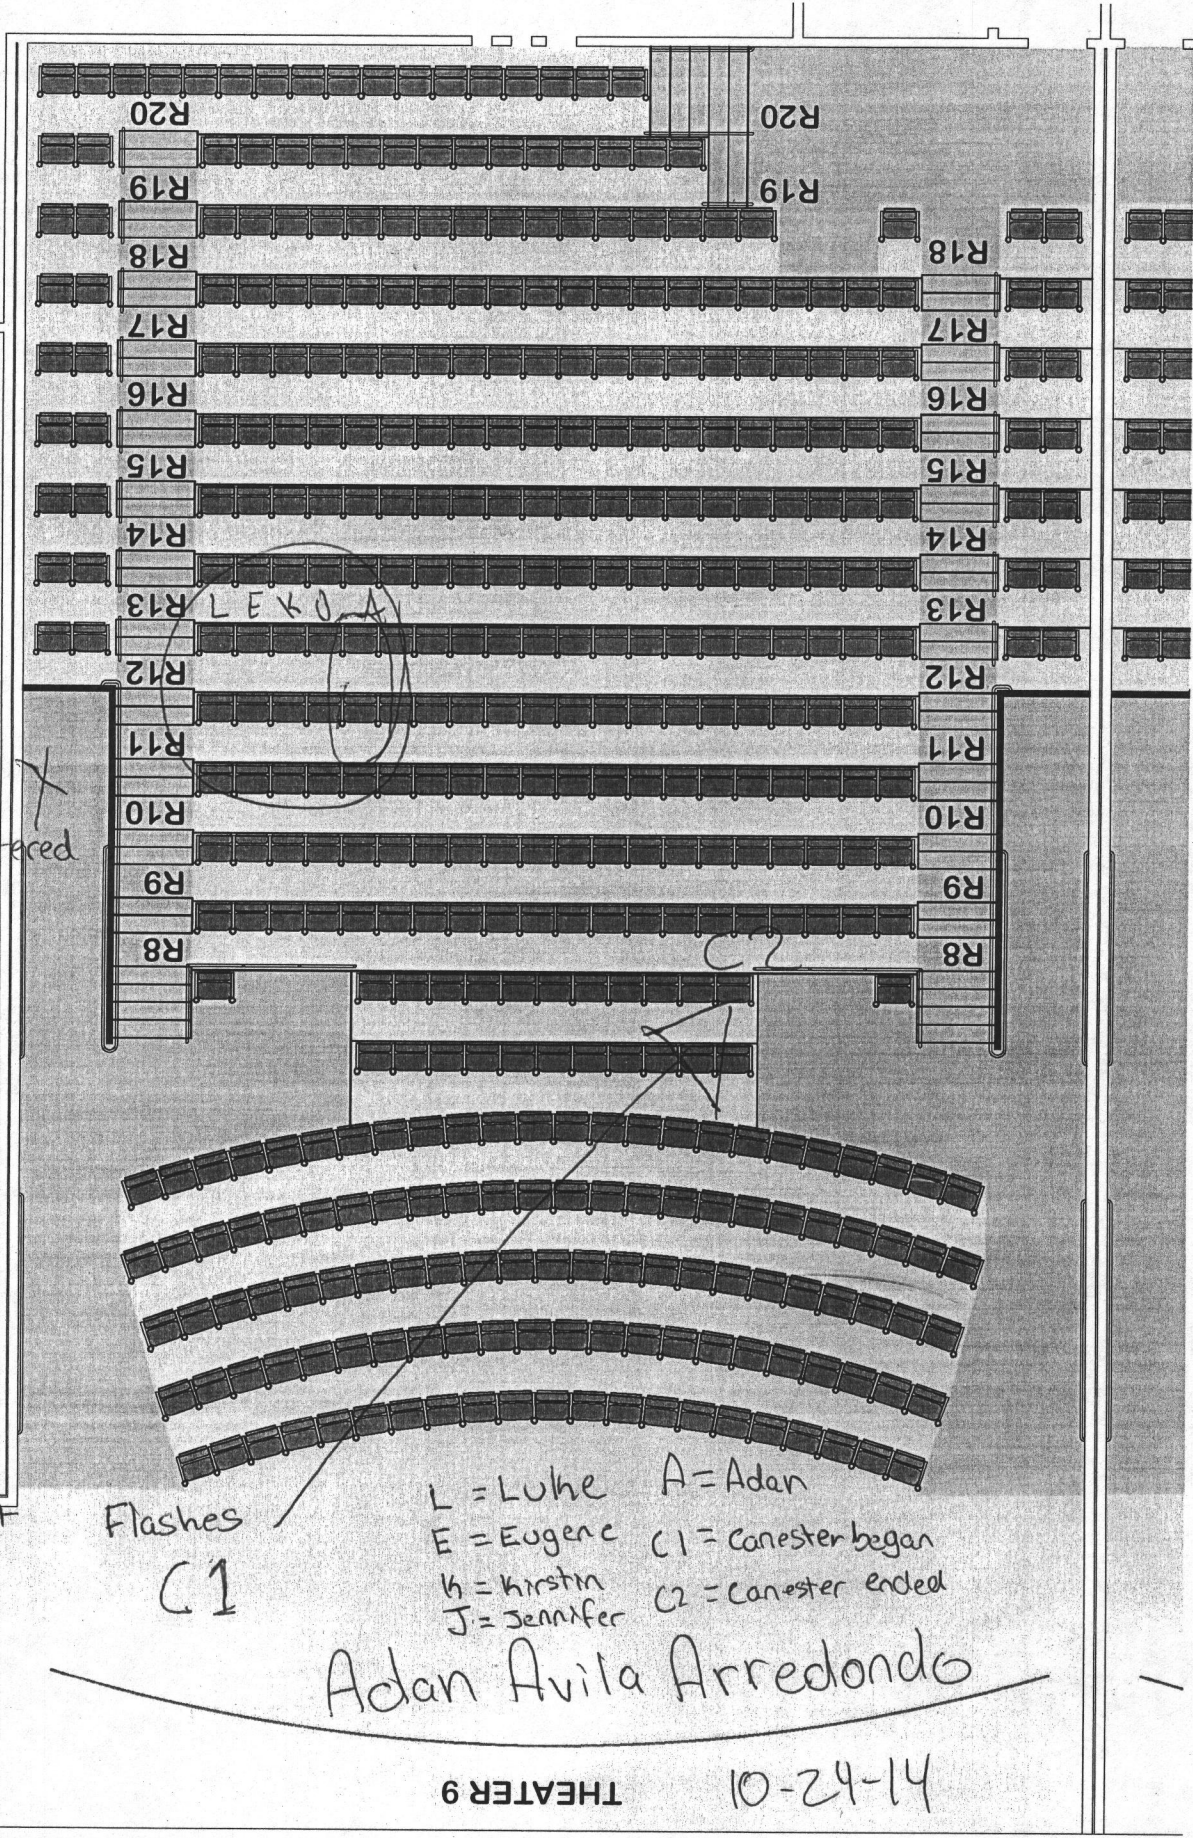 R20 R20
R19 R19
R18 R18
R17 R17
R16 R16
R15 R15
R14 R14
R13 L E K J A R13
R12 R12
R11 R11
R10 R10
R9 R9
C2
R8 R8
L = Luke A = Adan
Flashes
E = Eugene C1 = Canester began
C1
K = Kirstin C2 = Canester ended
J = Jennifer
Adan Avila Arredondo
THEATER 9 10-24-14